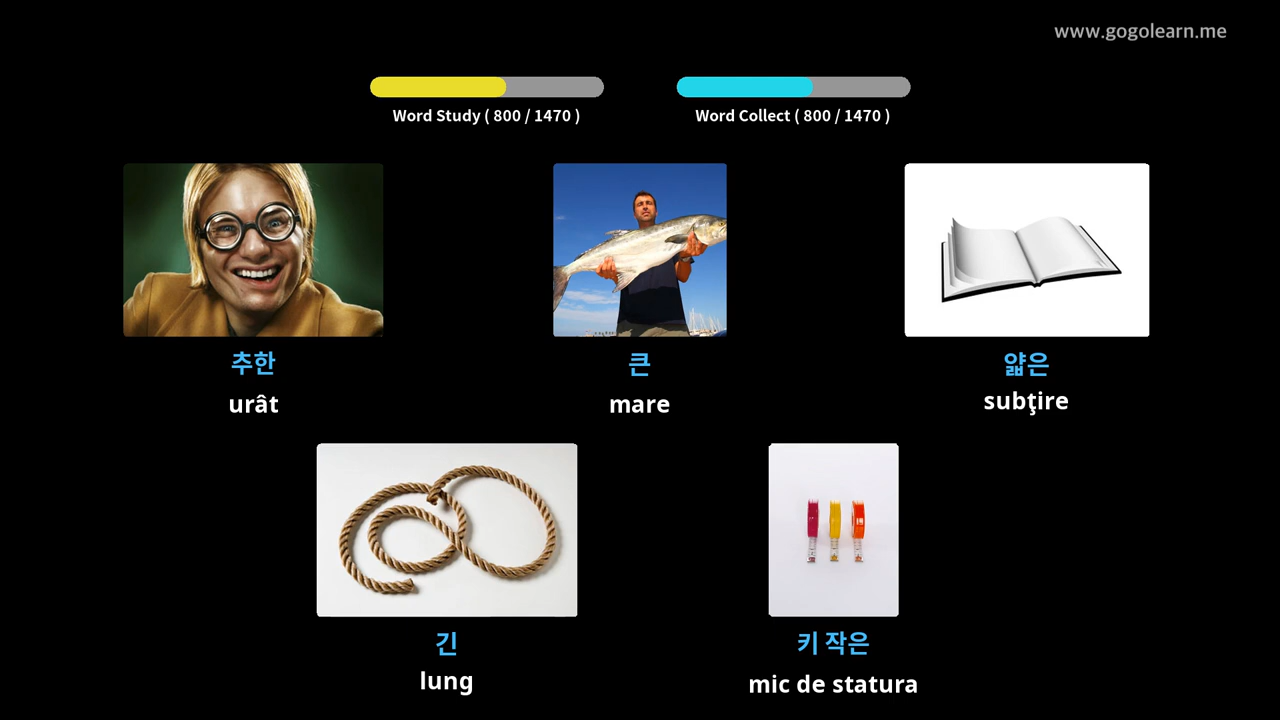 www.gogolearn.me
Word Study ( 800 / 1470 )
Word Collect ( 800 / 1470 )
추한
urât
큰
mare
얇은
subţire
긴
lung
키 작은
mic de statura